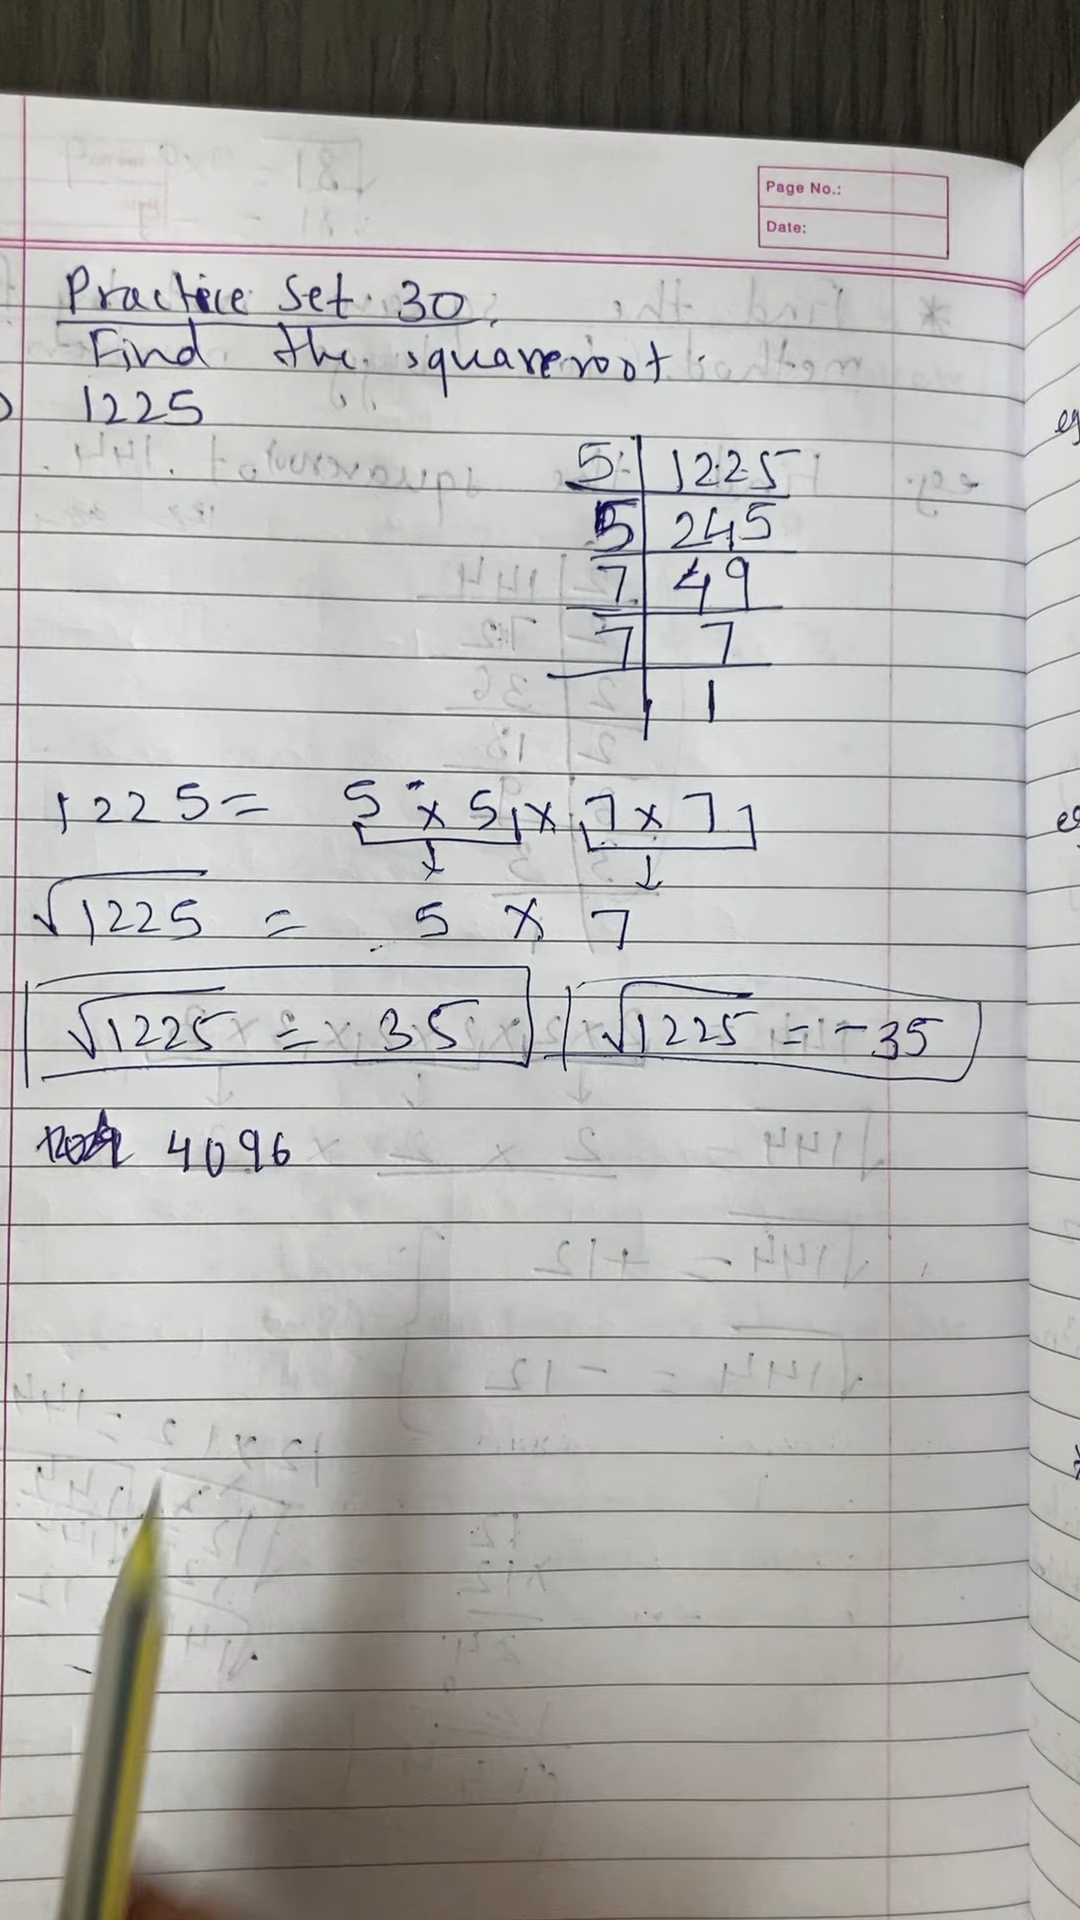 Page No.:
Date:
Practice Set 30
Find the squareroot.
1225
5 | 1225
5 | 245
7 | 49
7 | 7
1
1225 = 5 × 5 × 7 × 7
√1225 = 5 × 7
√1225 = 35 √1225 = -35
4096